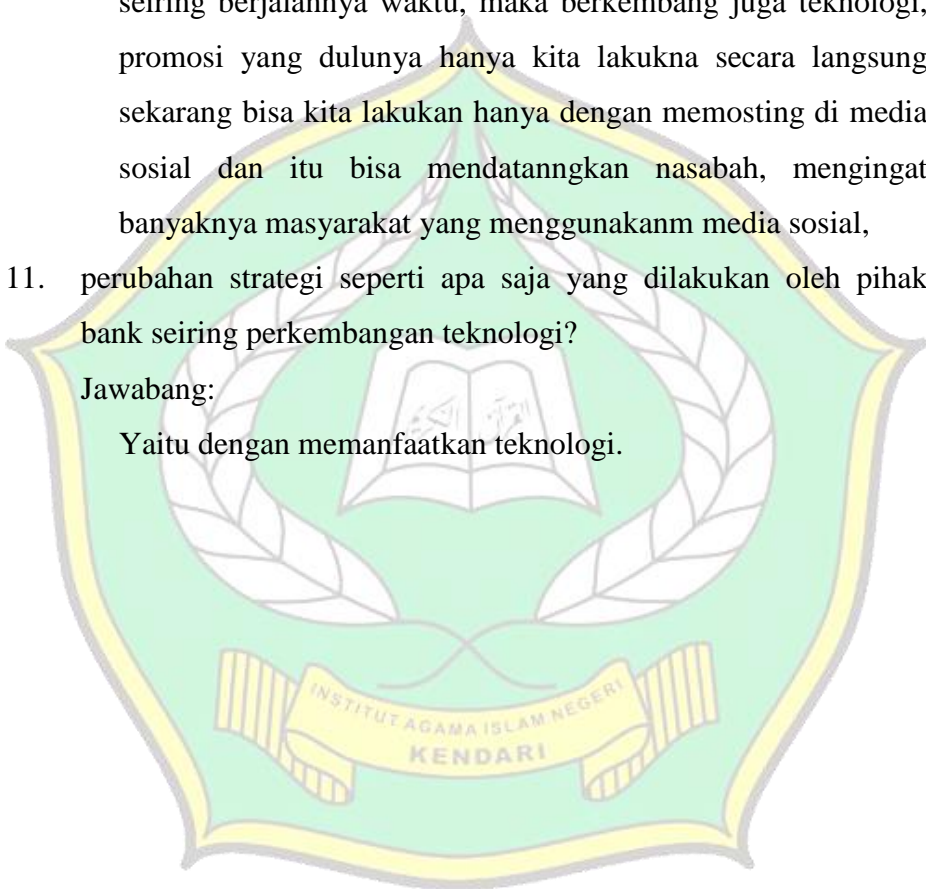 seiring berjalannya waktu, maka berkembang juga teknologi,
promosi yang dulunya hanya kita lakukna secara langsung
sekarang bisa kita lakukan hanya dengan memosting di media
sosial dan itu bisa mendatanngkan nasabah, mengingat
banyaknya masyarakat yang menggunakanm media sosial,
11. perubahan strategi seperti apa saja yang dilakukan oleh pihak
bank seiring perkembangan teknologi?
Jawabang:
Yaitu dengan memanfaatkan teknologi.
INSTITUT AGAMA ISLAM NEGERI
KENDARI